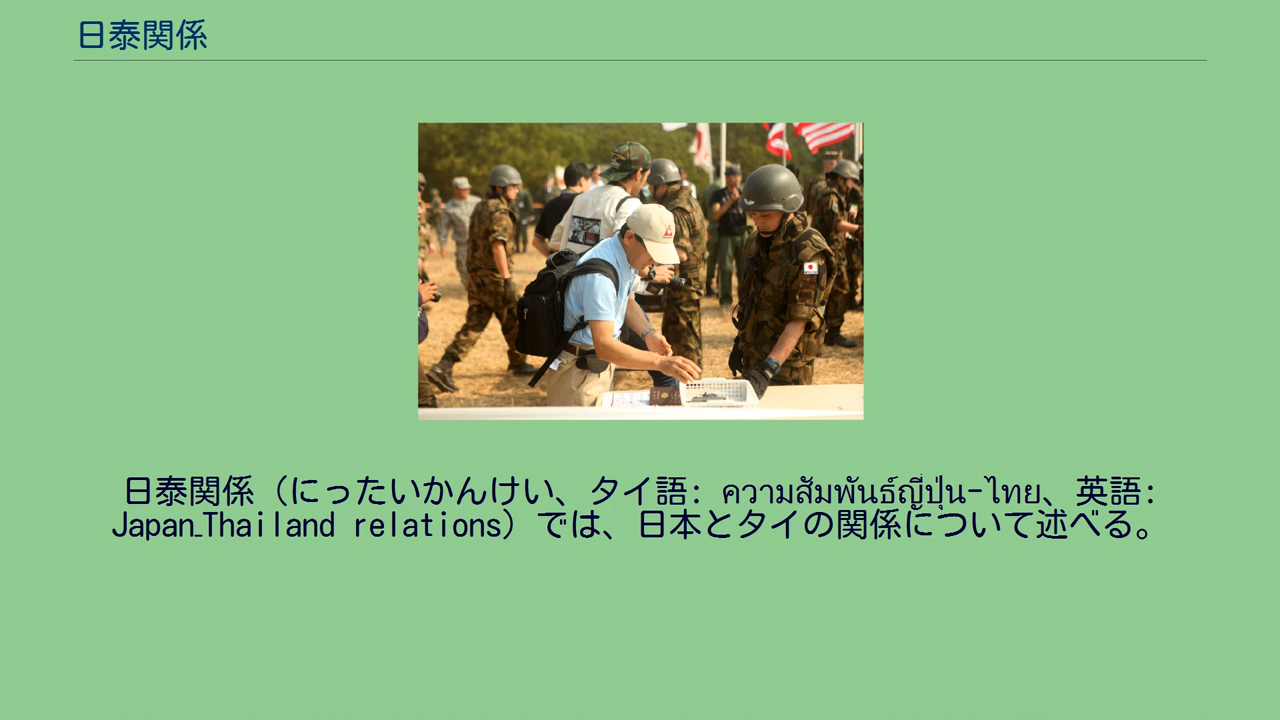 日泰関係
日泰関係（にったいかんけい、タイ語: ความสัมพันธ์ญี่ปุ่น-ไทย、英語:
Japan_Thailand relations）では、日本とタイの関係について述べる。